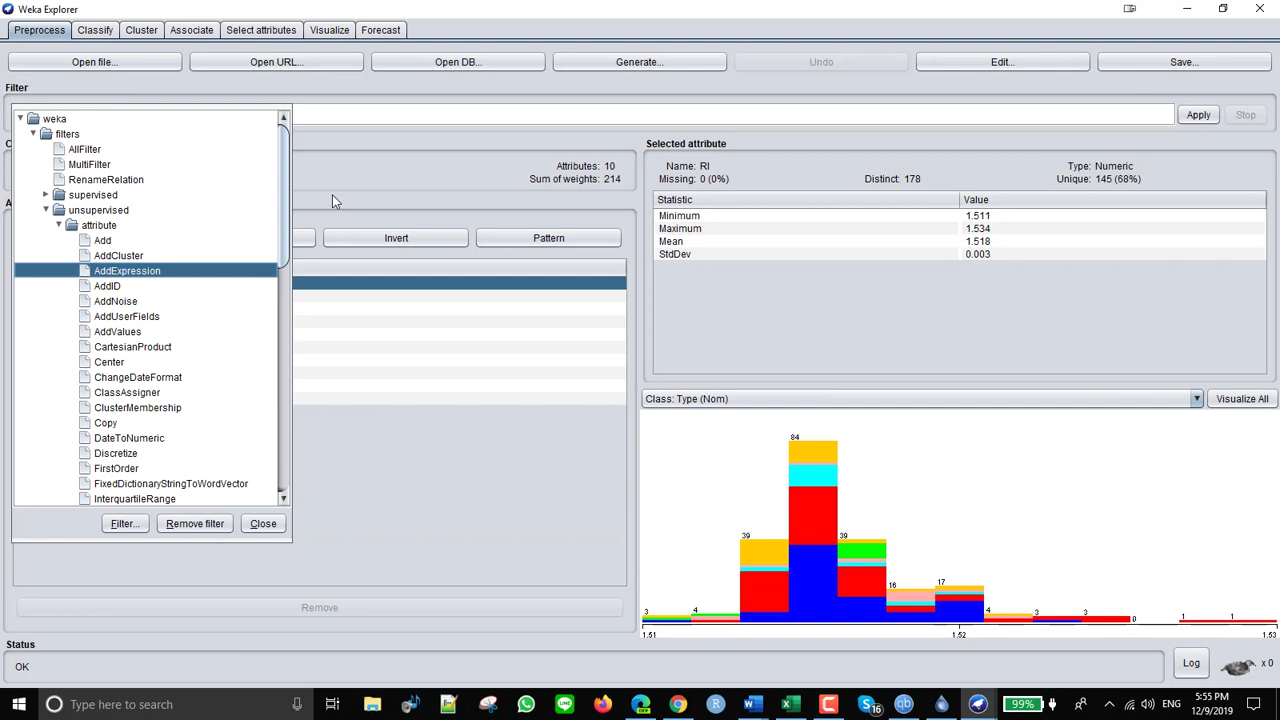 Weka Explorer
Preprocess Classify Cluster Associate Select attributes Visualize Forecast
Open file... Open URL... Open DB... Generate... Undo Edit... Save...
Filter
Apply Stop
weka
filters
AllFilter
MultiFilter
RenameRelation
supervised
unsupervised
attribute
Add
AddCluster
AddExpression
AddID
AddNoise
AddUserFields
AddValues
CartesianProduct
Center
ChangeDateFormat
ClassAssigner
ClusterMembership
Copy
DateToNumeric
Discretize
FirstOrder
FixedDictionaryStringToWordVector
InterquartileRange
Filter... Remove filter Close
Attributes: 10
Sum of weights: 214
Invert Pattern
Remove
Selected attribute
Name: RI Type: Numeric
Missing: 0 (0%) Distinct: 178 Unique: 145 (68%)
Statistic Value
Minimum 1.511
Maximum 1.534
Mean 1.518
StdDev 0.003
Class: Type (Nom) Visualize All
3 4 39 84 39 16 17 4 3 3 0 1 1
1.51 1.52 1.53
Status
OK Log x 0
Type here to search
16
99%
ENG
5:55 PM
12/9/2019